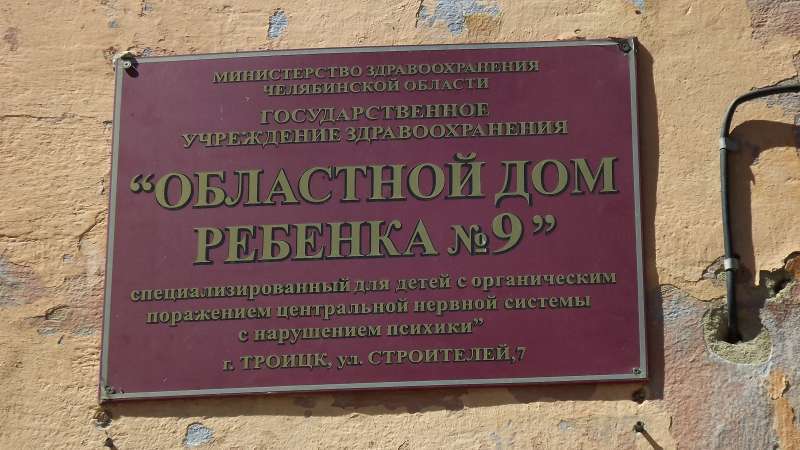 МИНИСТЕРСТВО ЗДРАВООХРАНЕНИЯ
ЧЕЛЯБИНСКОЙ ОБЛАСТИ
ГОСУДАРСТВЕННОЕ
УЧРЕЖДЕНИЕ ЗДРАВООХРАНЕНИЯ
“ОБЛАСТНОЙ ДОМ
РЕБЕНКА №9”
специализированный для детей с органическим
поражением центральной нервной системы
с нарушением психики”
г. ТРОИЦК, ул. СТРОИТЕЛЕЙ,7